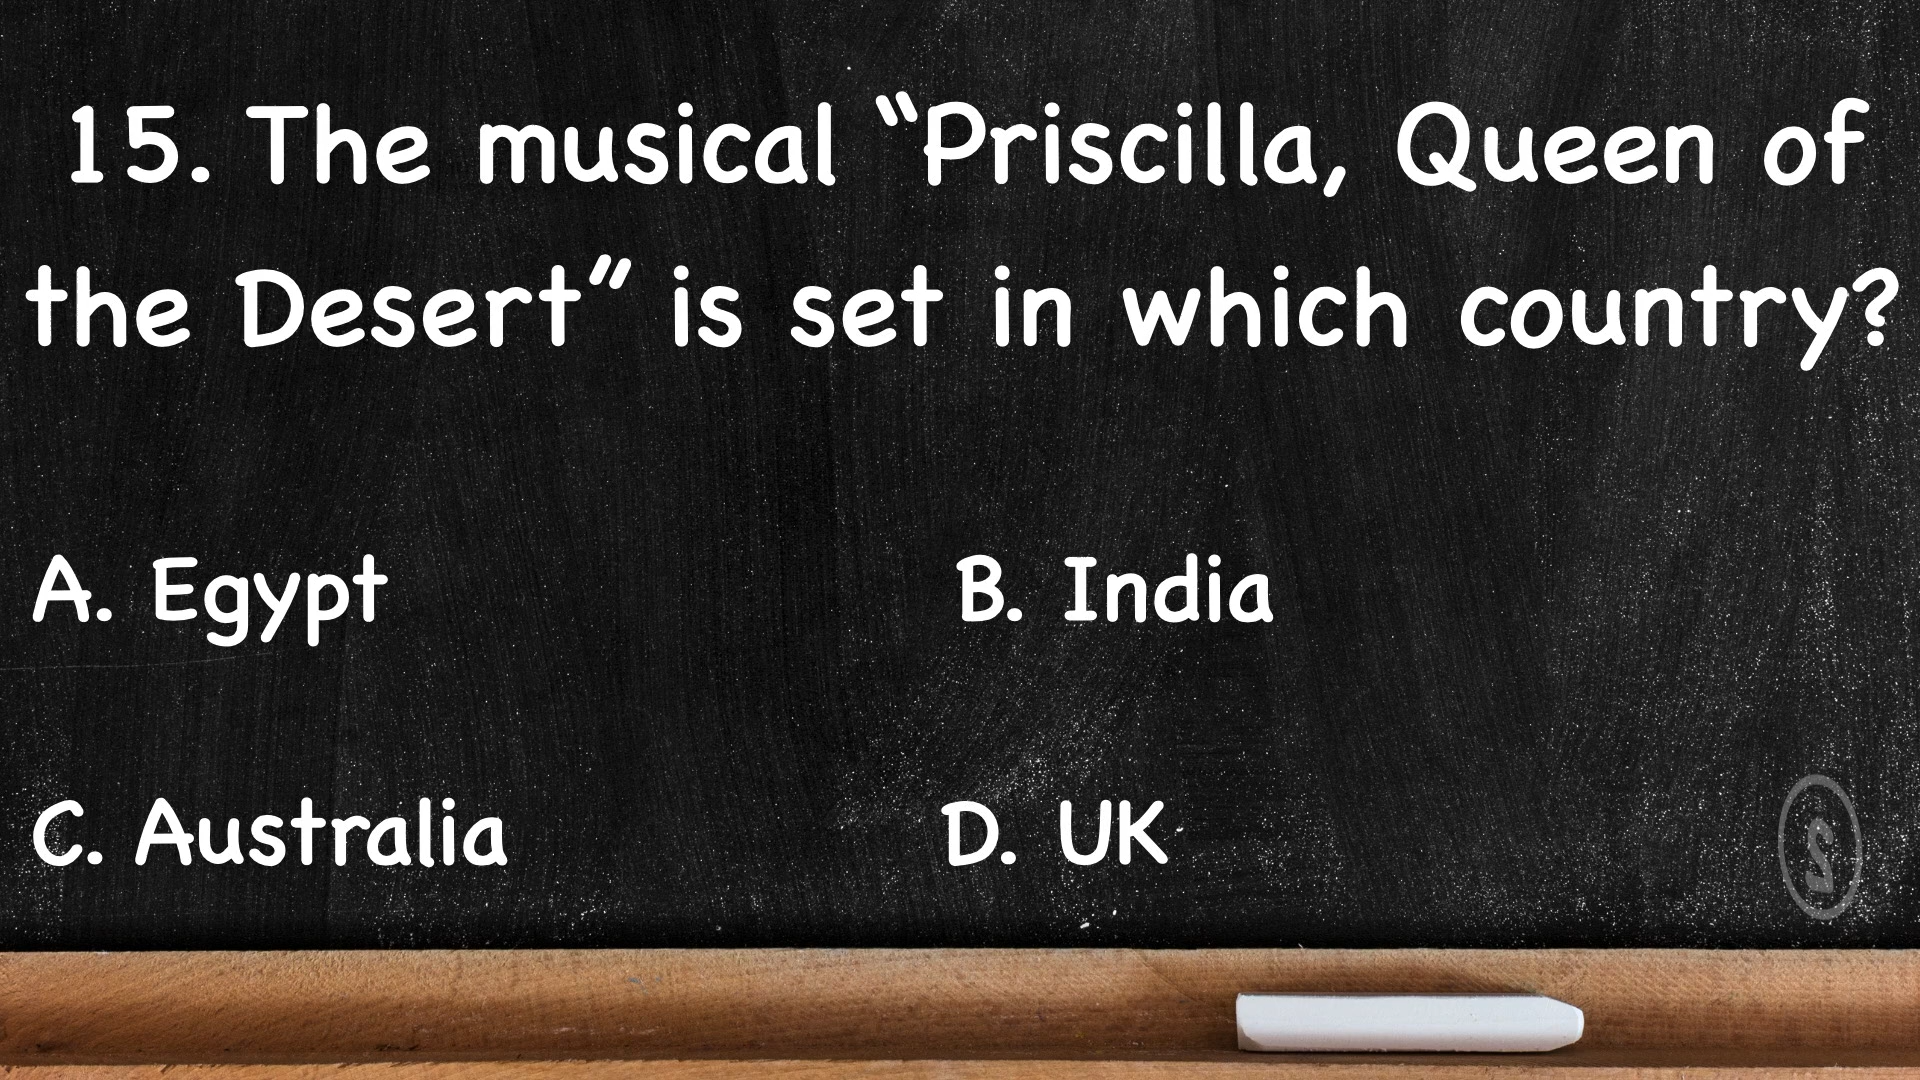 15. The musical “Priscilla, Queen of
the Desert” is set in which country?
A. Egypt
B. India
C. Australia
D. UK